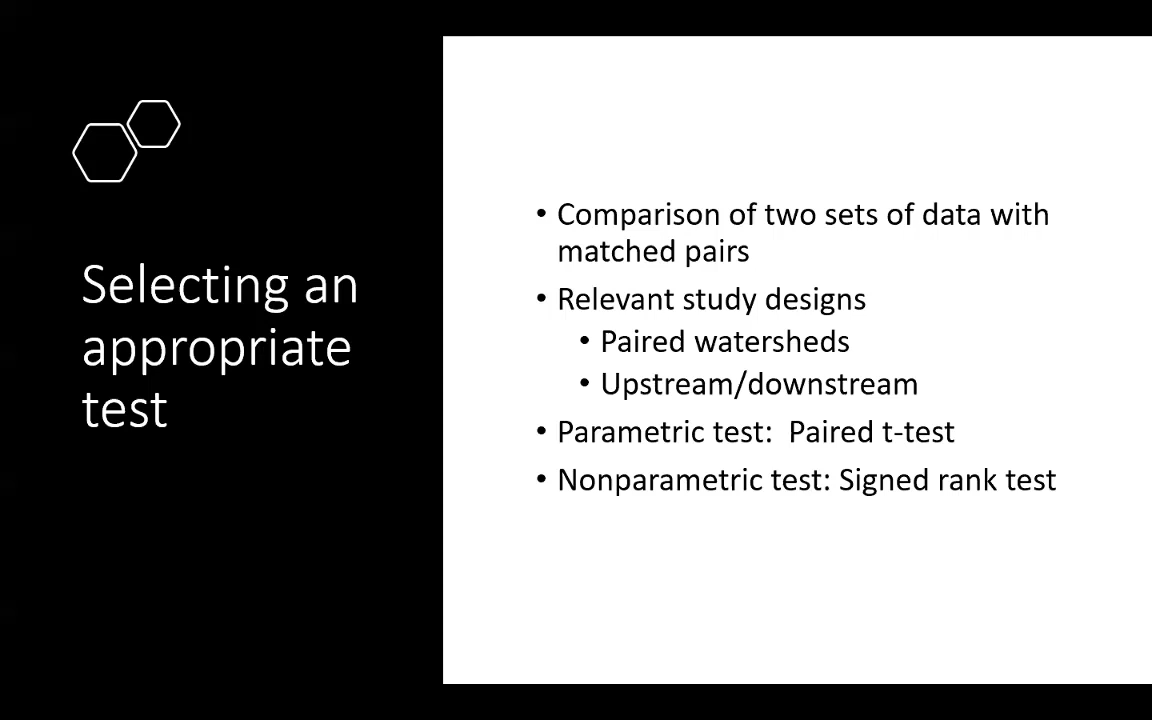 Selecting an
appropriate
test
• Comparison of two sets of data with
matched pairs
• Relevant study designs
• Paired watersheds
• Upstream/downstream
• Parametric test:  Paired t-test
• Nonparametric test: Signed rank test